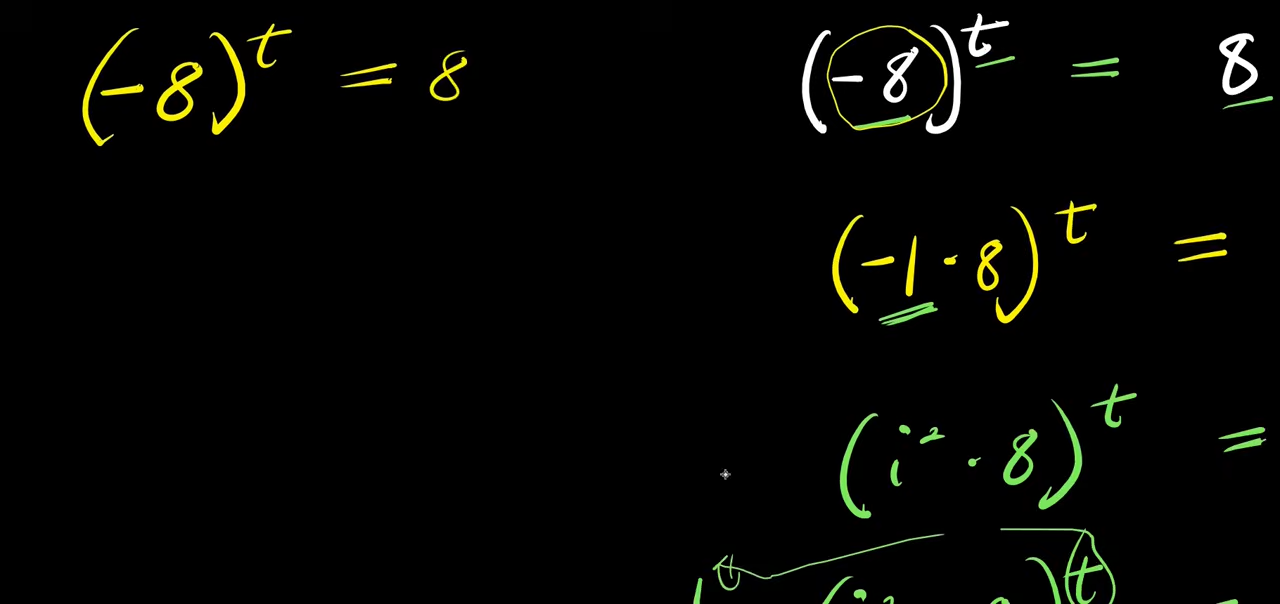 (-8)^t = 8
(-8)^t = 8
(-1·8)^t =
(i²·8)^t =